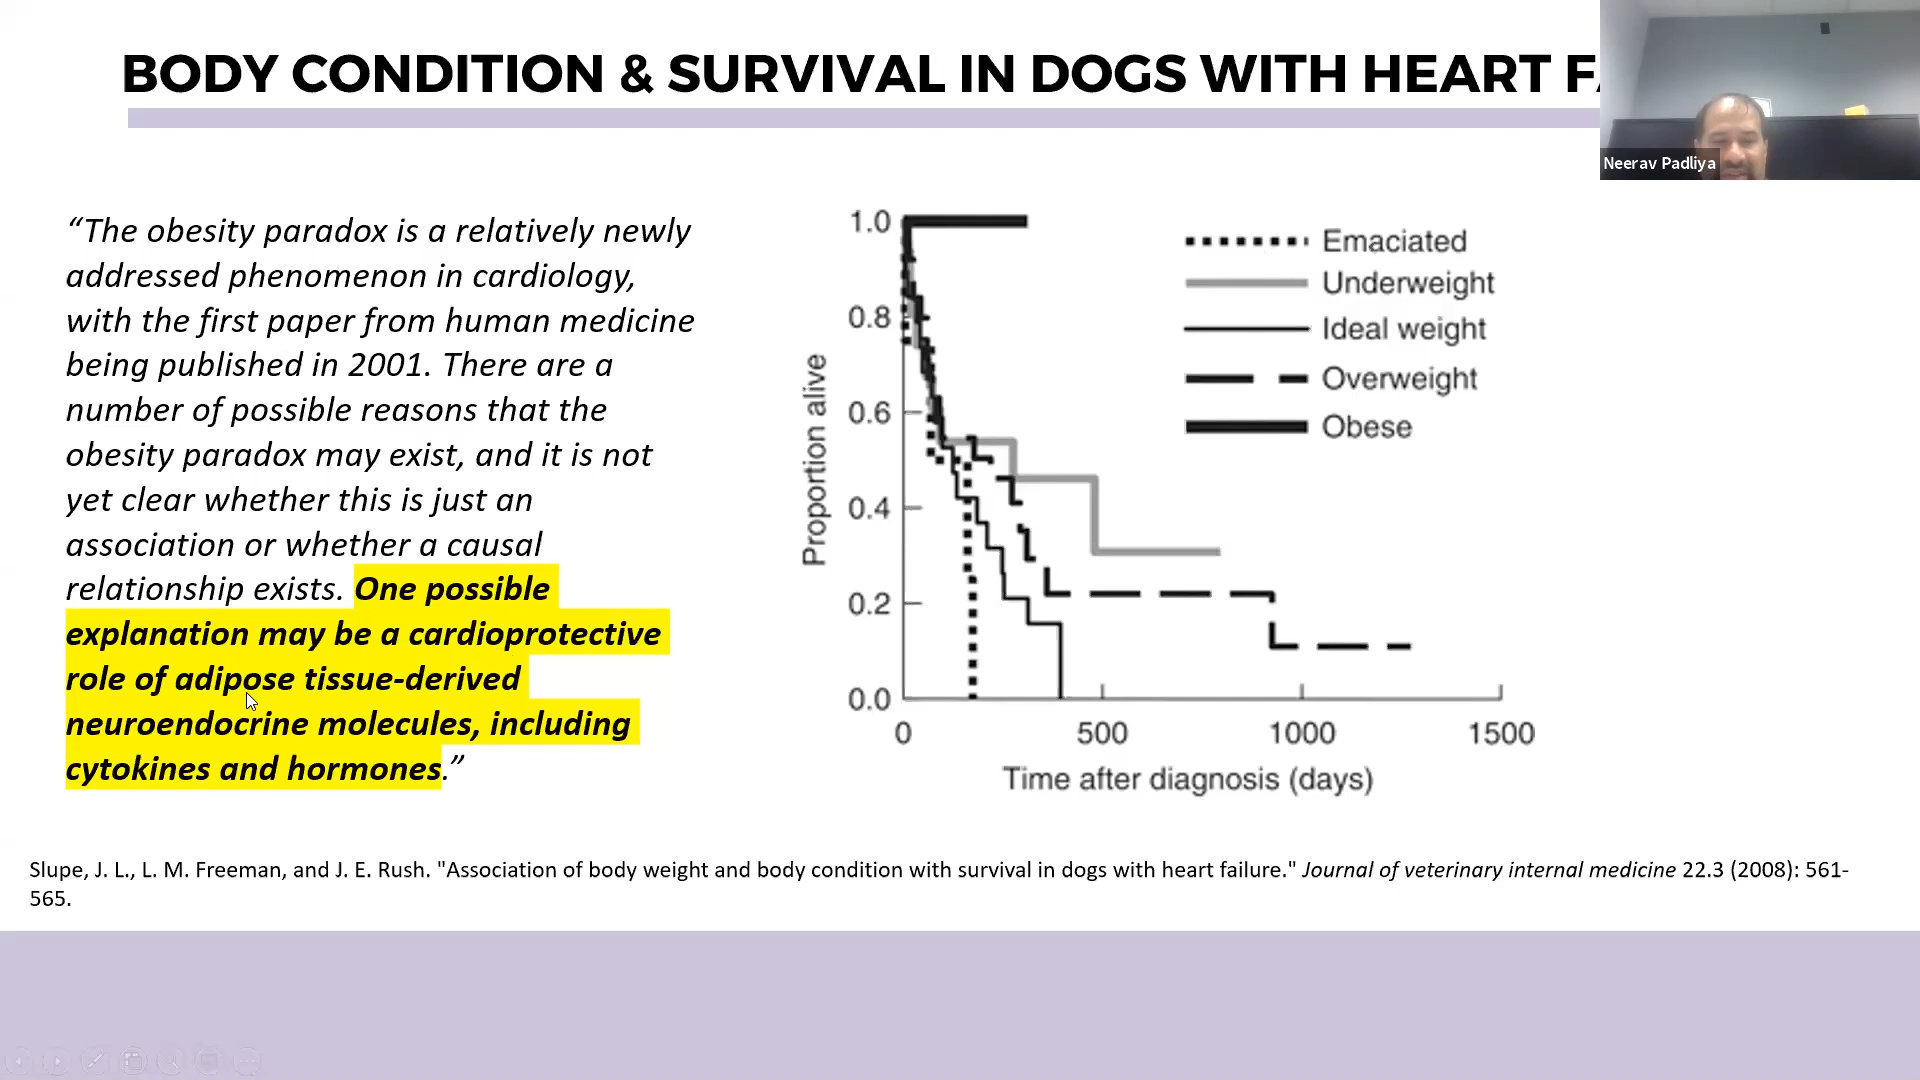 BODY CONDITION & SURVIVAL IN DOGS WITH HEART F
Neerav Padliya
“The obesity paradox is a relatively newly
addressed phenomenon in cardiology,
with the first paper from human medicine
being published in 2001. There are a
number of possible reasons that the
obesity paradox may exist, and it is not
yet clear whether this is just an
association or whether a causal
relationship exists. One possible
explanation may be a cardioprotective
role of adipose tissue-derived
neuroendocrine molecules, including
cytokines and hormones.”
Proportion alive
1.0
0.8
0.6
0.4
0.2
0.0
0
500
1000
1500
Time after diagnosis (days)
Emaciated
Underweight
Ideal weight
Overweight
Obese
Slupe, J. L., L. M. Freeman, and J. E. Rush. "Association of body weight and body condition with survival in dogs with heart failure." Journal of veterinary internal medicine 22.3 (2008): 561-
565.